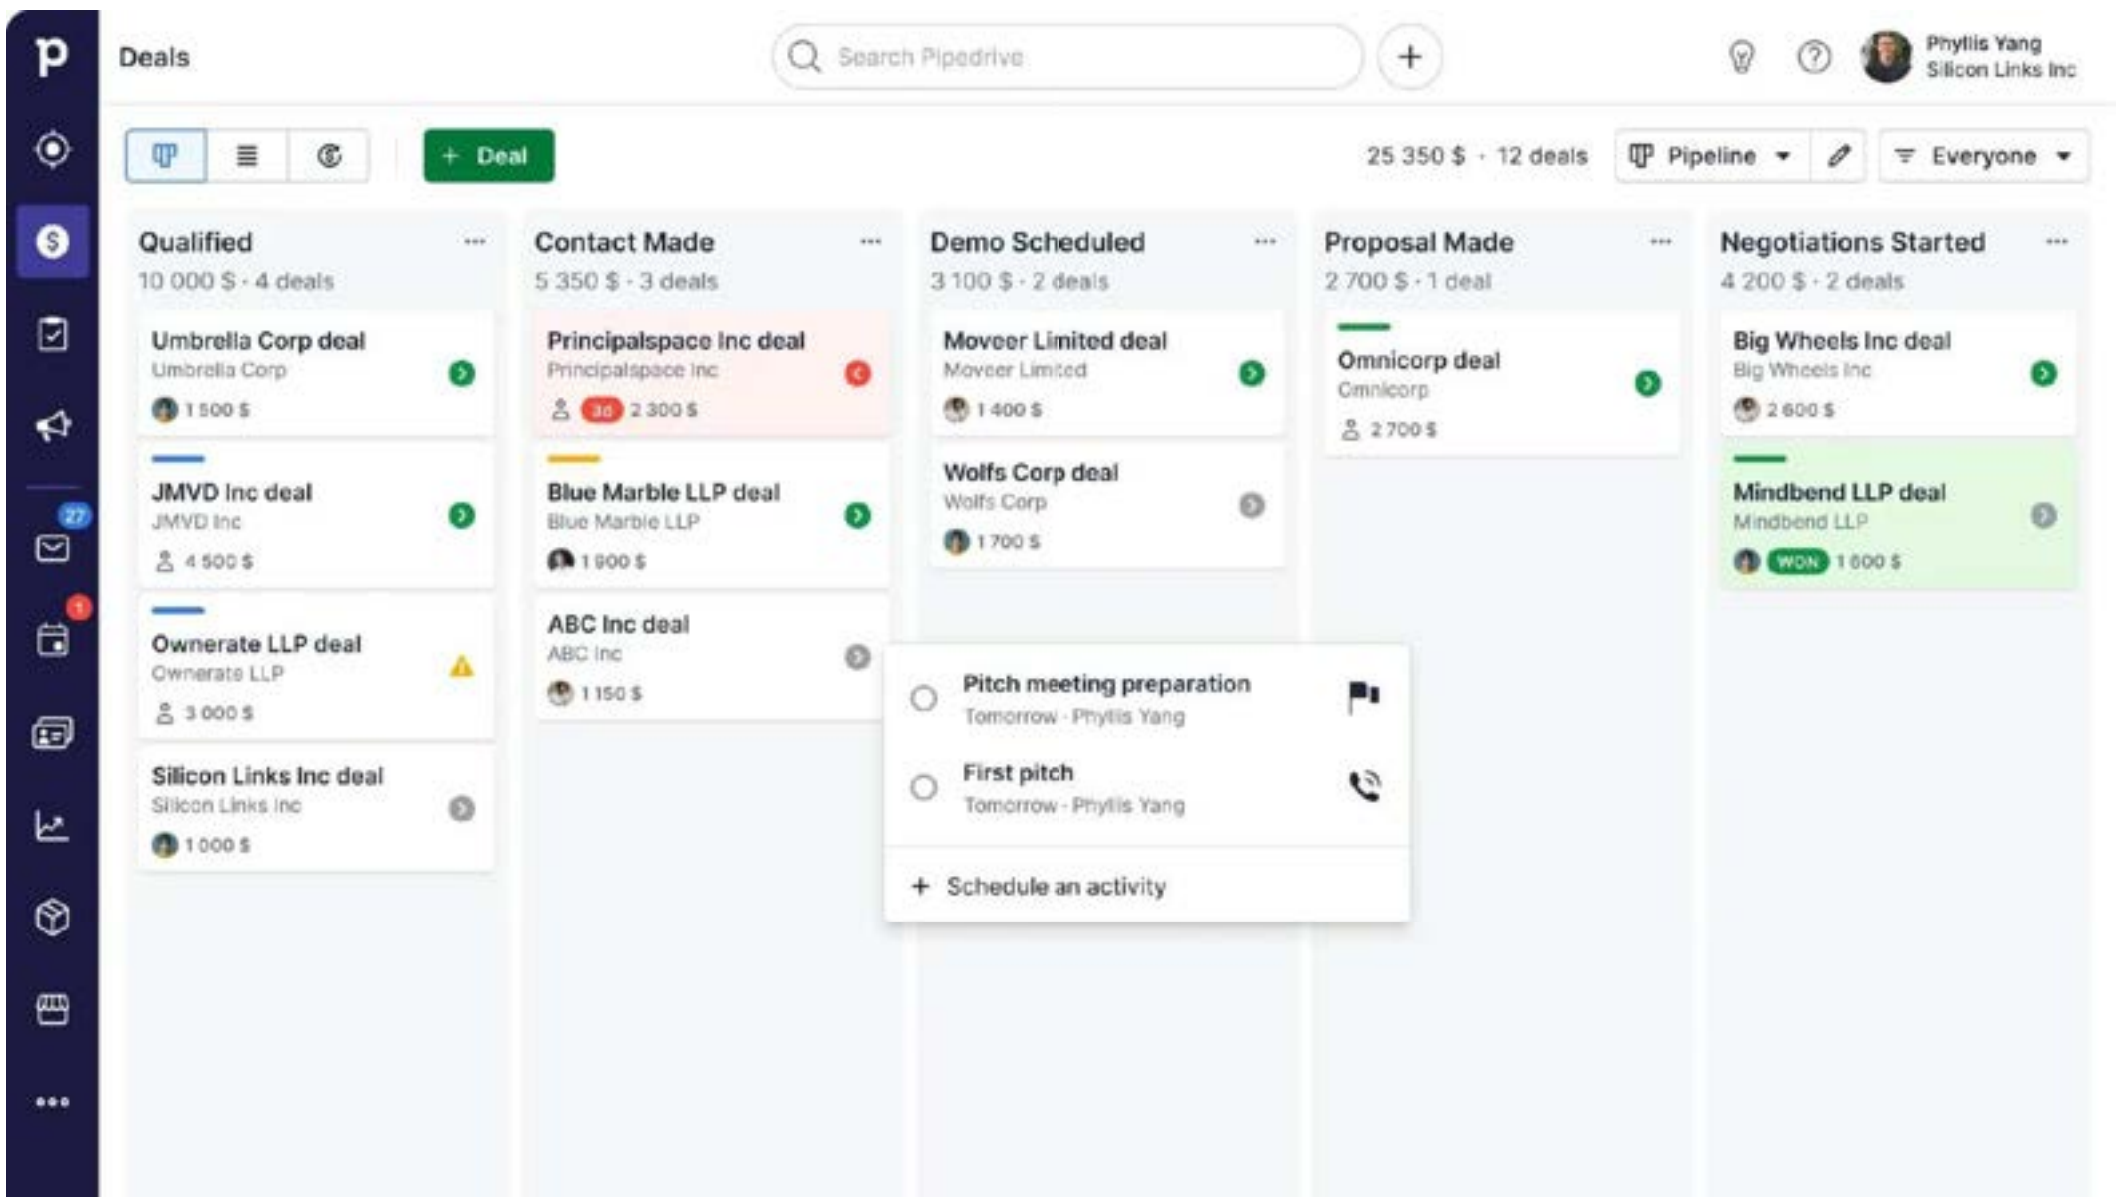 p
Deals
Search Pipedrive
Phyllis Yang
Silicon Links Inc
+ Deal
25 350 $ · 12 deals
Pipeline
Everyone
Qualified
10 000 $ · 4 deals
Umbrella Corp deal
Umbrella Corp
1 500 $
JMVD Inc deal
JMVD Inc
4 500 $
Ownerate LLP deal
Ownerate LLP
3 000 $
Silicon Links Inc deal
Silicon Links Inc
1 000 $
Contact Made
5 350 $ · 3 deals
Principalspace Inc deal
Principalspace Inc
3d 2 300 $
Blue Marble LLP deal
Blue Marble LLP
1 900 $
ABC Inc deal
ABC Inc
1 150 $
Demo Scheduled
3 100 $ · 2 deals
Moveer Limited deal
Moveer Limited
1 400 $
Wolfs Corp deal
Wolfs Corp
1 700 $
Proposal Made
2 700 $ · 1 deal
Omnicorp deal
Omnicorp
2 700 $
Negotiations Started
4 200 $ · 2 deals
Big Wheels Inc deal
Big Wheels Inc
2 600 $
Mindbend LLP deal
Mindbend LLP
WON 1 600 $
Pitch meeting preparation
Tomorrow · Phyllis Yang
First pitch
Tomorrow · Phyllis Yang
+ Schedule an activity
27
1